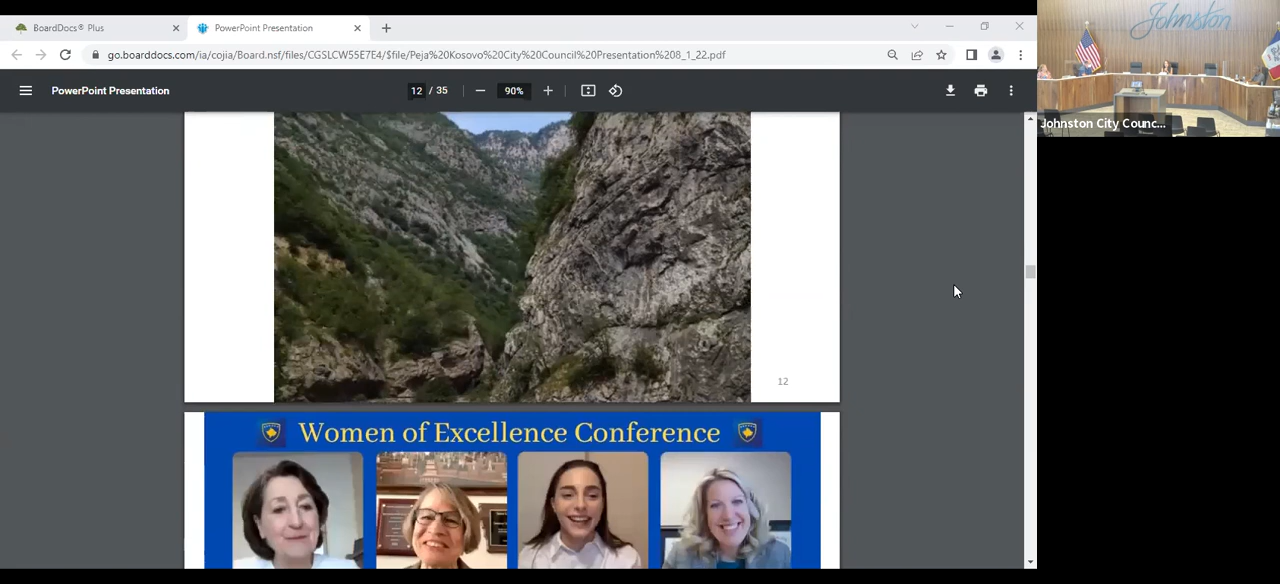 BoardDocs® Plus
PowerPoint Presentation
go.boarddocs.com/ia/cojia/Board.nsf/files/CGSLCW55E7E4/$file/Peja%20Kosovo%20City%20Council%20Presentation%208_1_22.pdf
PowerPoint Presentation
12 / 35
90%
Johnston
Johnston City Counc...
12
Women of Excellence Conference